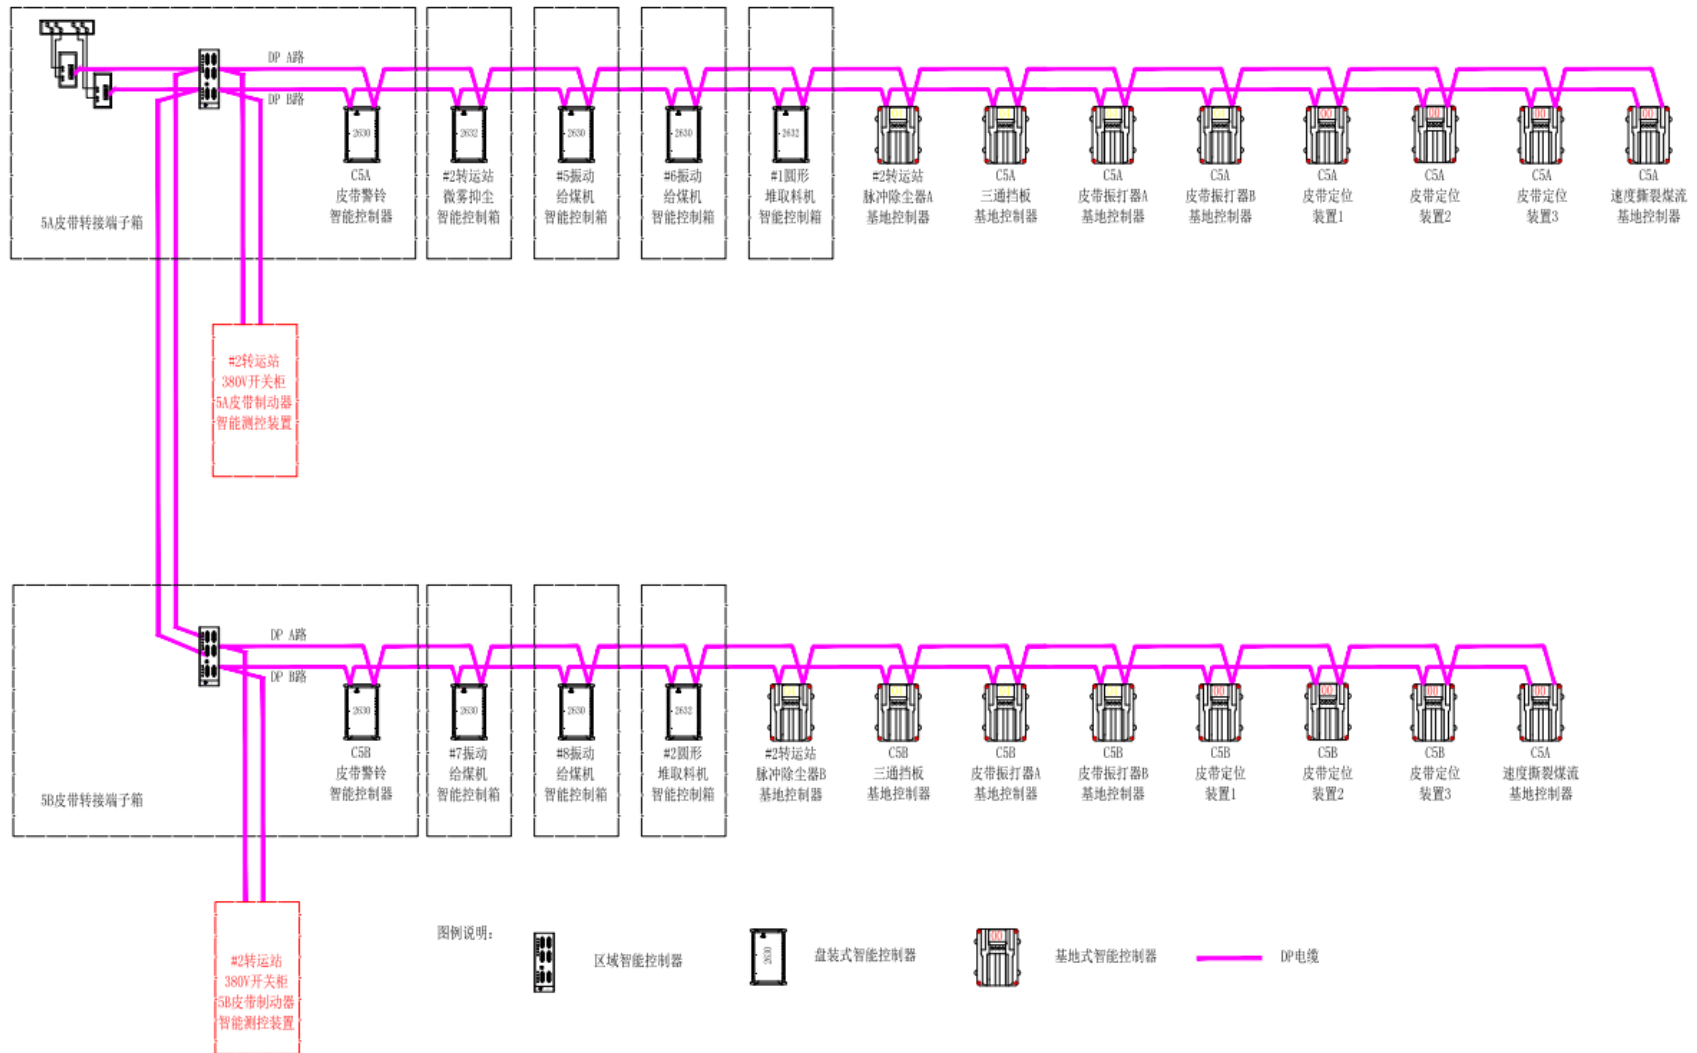 DP A路
DP B路
2630
2632
2630
2630
2632
00
00
00
00
5A皮带转接端子箱
C5A
皮带警铃
智能控制器
#2转运站
微雾抑尘
智能控制箱
#5振动
给煤机
智能控制箱
#6振动
给煤机
智能控制箱
#1圆形
堆取料机
智能控制箱
#2转运站
脉冲除尘器A
基地控制器
C5A
三通挡板
基地控制器
C5A
皮带振打器A
基地控制器
C5A
皮带振打器B
基地控制器
C5A
皮带定位
装置1
C5A
皮带定位
装置2
C5A
皮带定位
装置3
C5A
速度撕裂煤流
基地控制器
#2转运站
380V开关柜
5A皮带制动器
智能测控装置
DP A路
DP B路
2630
2630
2630
2632
00
00
00
00
5B皮带转接端子箱
C5B
皮带警铃
智能控制器
#7振动
给煤机
智能控制箱
#8振动
给煤机
智能控制箱
#2圆形
堆取料机
智能控制箱
#2转运站
脉冲除尘器B
基地控制器
C5B
三通挡板
基地控制器
C5B
皮带振打器A
基地控制器
C5B
皮带振打器B
基地控制器
C5B
皮带定位
装置1
C5B
皮带定位
装置2
C5B
皮带定位
装置3
C5A
速度撕裂煤流
基地控制器
#2转运站
380V开关柜
5B皮带制动器
智能测控装置
图例说明：
区域智能控制器
2630
盘装式智能控制器
00
基地式智能控制器
DP电缆